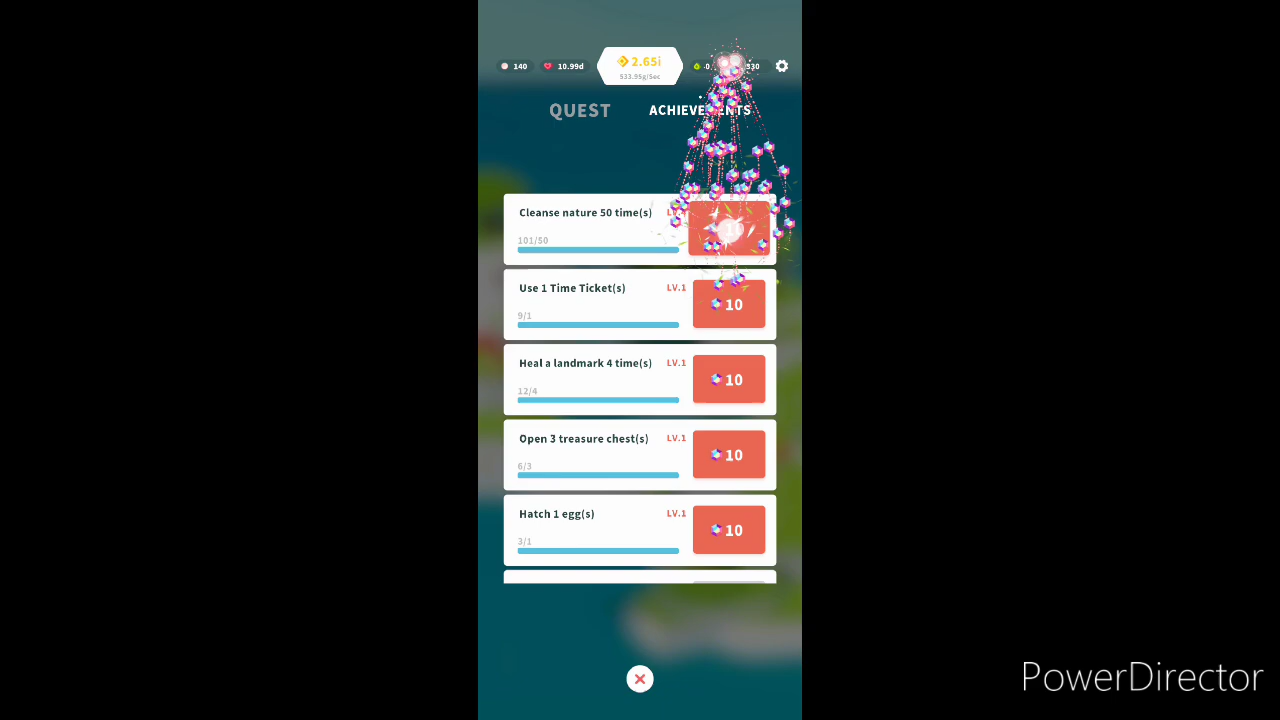 140
10.99d
2.65i
533.95g/Sec
QUEST
ACHIEVEMENTS
Cleanse nature 50 time(s)
101/50
Use 1 Time Ticket(s)
LV.1
9/1
10
Heal a landmark 4 time(s)
LV.1
12/4
10
Open 3 treasure chest(s)
LV.1
6/3
10
Hatch 1 egg(s)
LV.1
3/1
10
PowerDirector